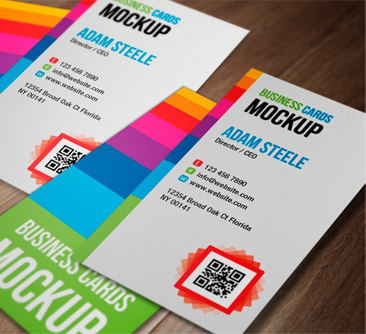 BUSINESS CARDS
MOCKUP
ADAM STEELE
Director / CEO
t 123 456 7890
e info@website.com
w www.website.com
12354 Broad Oak Ct Florida
NY 00141
BUSINESS CARDS
MOCKUP
ADAM STEELE
Director / CEO
t 123 456 7890
e info@website.com
w www.website.com
12354 Broad Oak Ct Florida
NY 00141
BUSINESS CARDS
MOCKUP